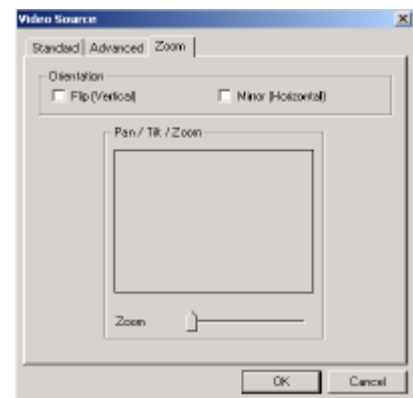 Video Source
Standard Advanced Zoom
Orientation
Flip (Vertical) Mirror (Horizontal)
Pan / Tilt / Zoom
Zoom
OK Cancel